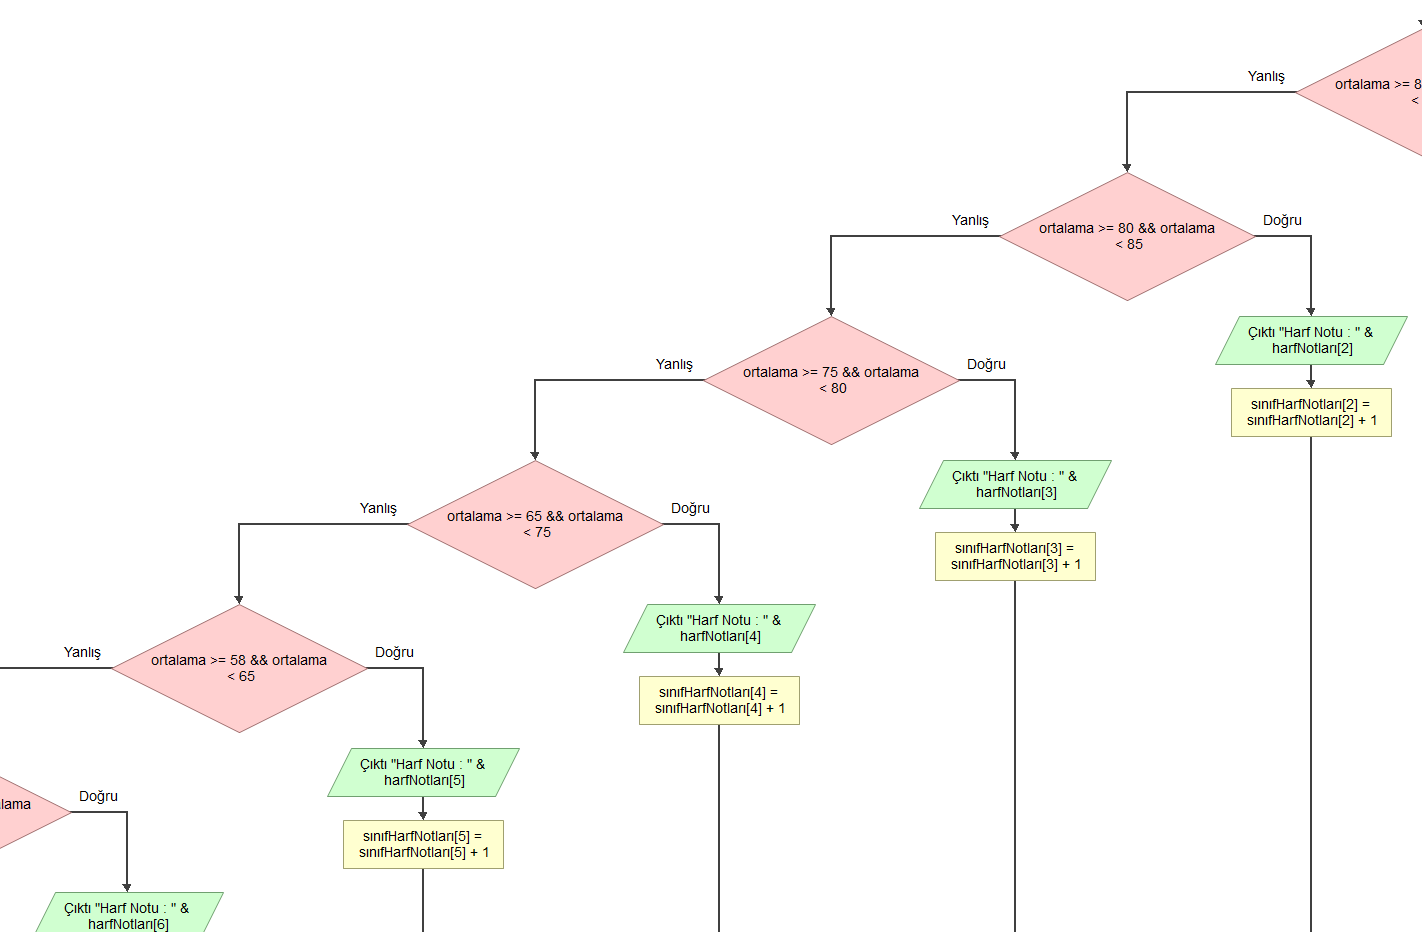 Yanlış
ortalama >= 8
<
Yanlış
ortalama >= 80 && ortalama
< 85
Doğru
Çıktı "Harf Notu : " &
harfNotları[2]
sınıfHarfNotları[2] =
sınıfHarfNotları[2] + 1
Yanlış
ortalama >= 75 && ortalama
< 80
Doğru
Çıktı "Harf Notu : " &
harfNotları[3]
sınıfHarfNotları[3] =
sınıfHarfNotları[3] + 1
Yanlış
ortalama >= 65 && ortalama
< 75
Doğru
Çıktı "Harf Notu : " &
harfNotları[4]
sınıfHarfNotları[4] =
sınıfHarfNotları[4] + 1
Yanlış
ortalama >= 58 && ortalama
< 65
Doğru
Çıktı "Harf Notu : " &
harfNotları[5]
sınıfHarfNotları[5] =
sınıfHarfNotları[5] + 1
lama
Doğru
Çıktı "Harf Notu : " &
harfNotları[6]